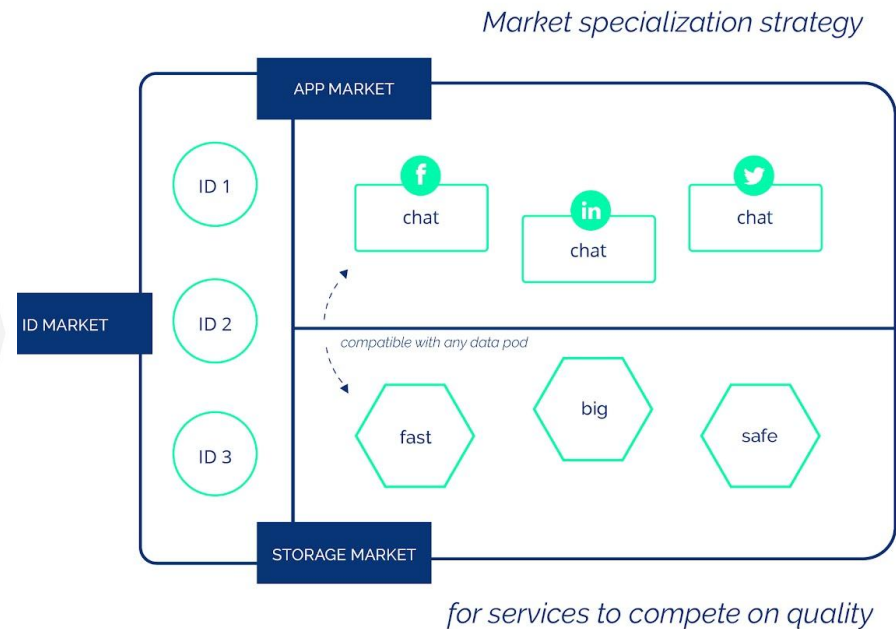 Market specialization strategy
APP MARKET
ID 1
f
chat
in
chat
chat
ID MARKET
ID 2
compatible with any data pod
fast
big
safe
ID 3
STORAGE MARKET
for services to compete on quality